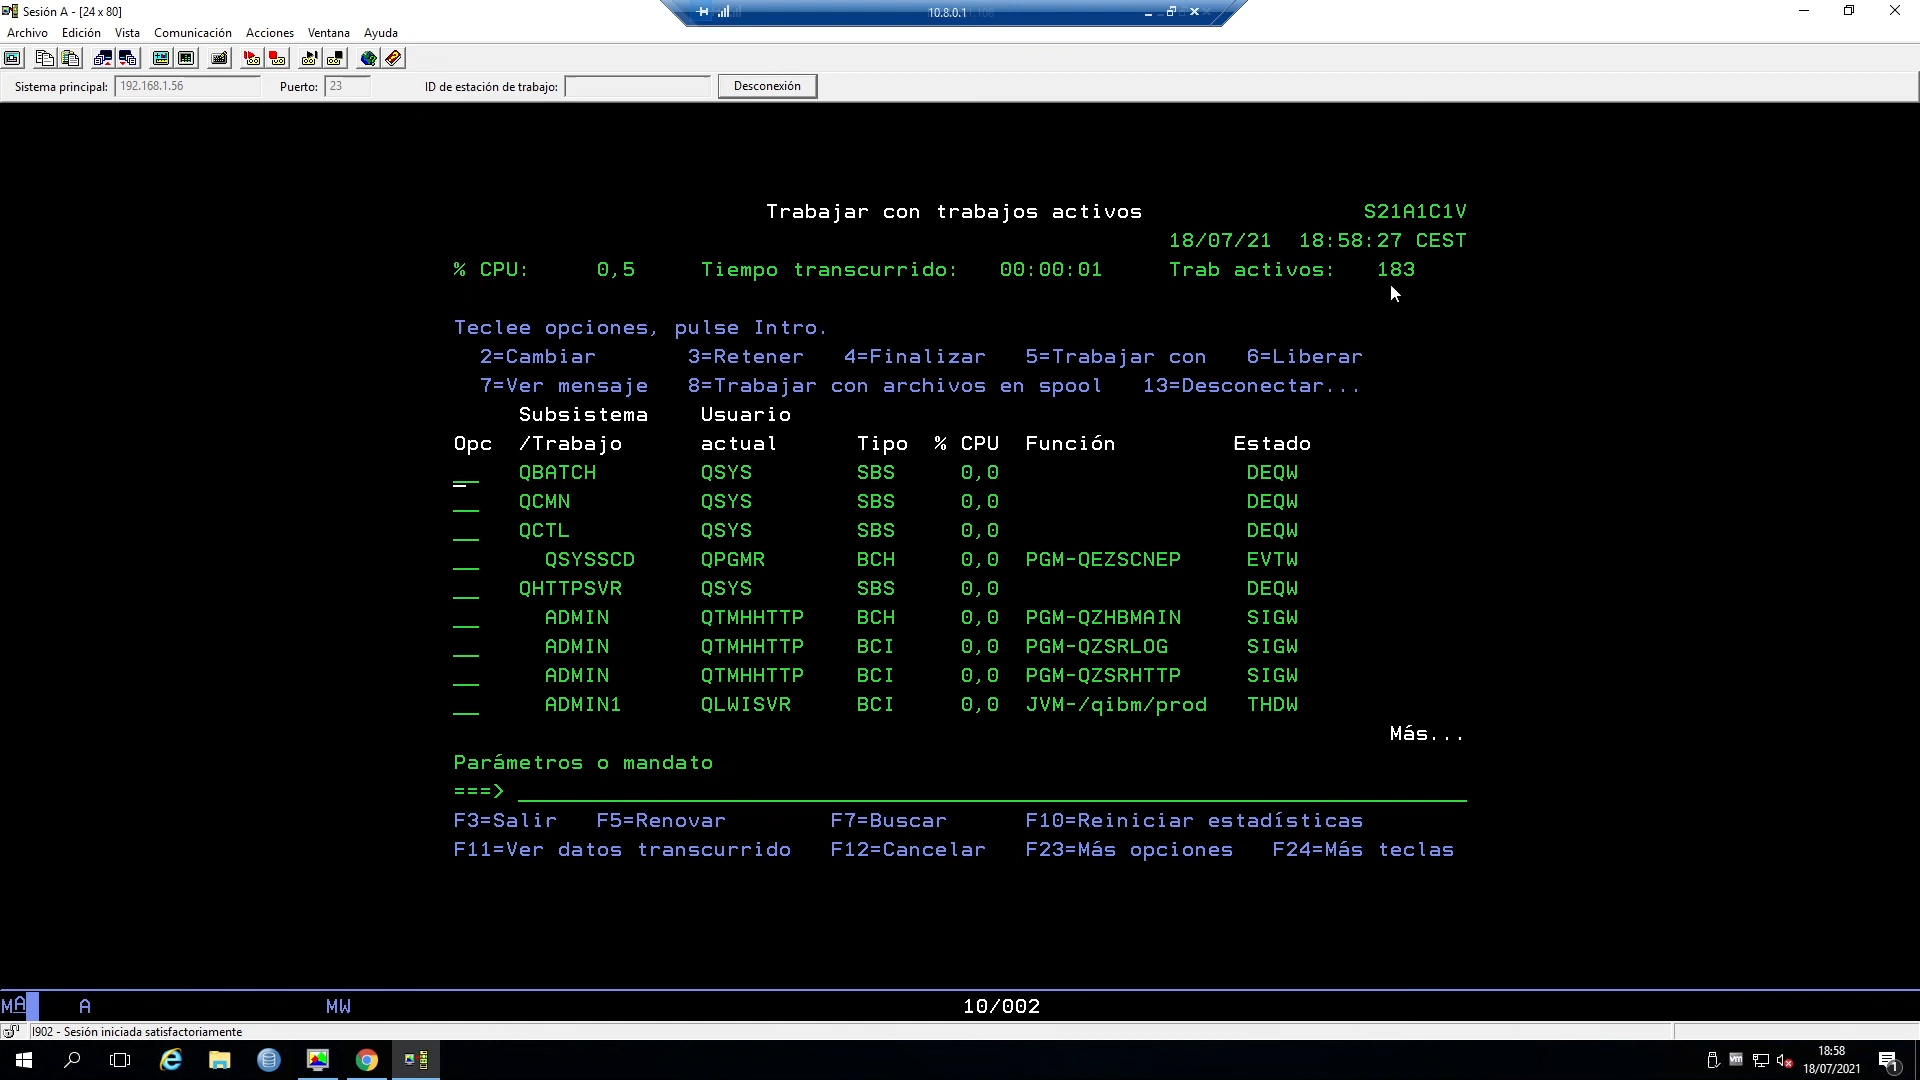 Sesión A - [24 x 80]
10.8.0.1
Archivo Edición Vista Comunicación Acciones Ventana Ayuda
Sistema principal: 192.168.1.56 Puerto: 23 ID de estación de trabajo: Desconexión
Trabajar con trabajos activos S21A1C1V
18/07/21 18:58:27 CEST
% CPU: 0,5 Tiempo transcurrido: 00:00:01 Trab activos: 183
Teclee opciones, pulse Intro.
2=Cambiar 3=Retener 4=Finalizar 5=Trabajar con 6=Liberar
7=Ver mensaje 8=Trabajar con archivos en spool 13=Desconectar...
Subsistema Usuario
Opc /Trabajo actual Tipo % CPU Función Estado
QBATCH QSYS SBS 0,0 DEQW
QCMN QSYS SBS 0,0 DEQW
QCTL QSYS SBS 0,0 DEQW
QSYSSCD QPGMR BCH 0,0 PGM-QEZSCNEP EVTW
QHTTPSVR QSYS SBS 0,0 DEQW
ADMIN QTMHHTTP BCH 0,0 PGM-QZHBMAIN SIGW
ADMIN QTMHHTTP BCI 0,0 PGM-QZSRLOG SIGW
ADMIN QTMHHTTP BCI 0,0 PGM-QZSRHTTP SIGW
ADMIN1 QLWISVR BCI 0,0 JVM-/qibm/prod THDW
Más...
Parámetros o mandato
===>
F3=Salir F5=Renovar F7=Buscar F10=Reiniciar estadísticas
F11=Ver datos transcurrido F12=Cancelar F23=Más opciones F24=Más teclas
MA A MW 10/002
I902 - Sesión iniciada satisfactoriamente
18:58
18/07/2021
1